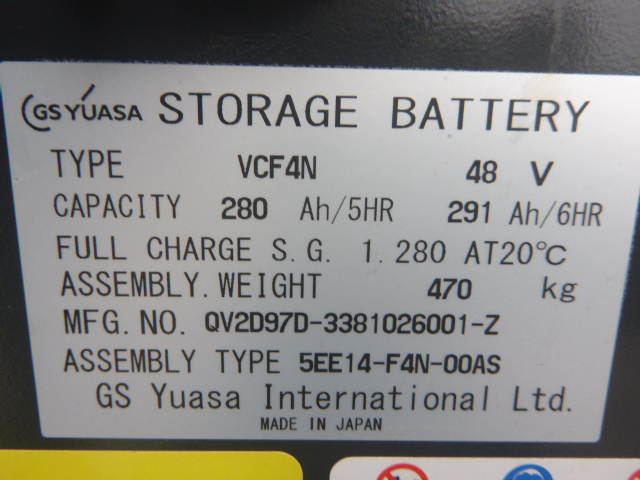 GS YUASA STORAGE BATTERY
TYPE VCF4N 48 V
CAPACITY 280 Ah/5HR 291 Ah/6HR
FULL CHARGE S.G. 1.280 AT20℃
ASSEMBLY.WEIGHT 470 kg
MFG.NO. QV2D97D-3381026001-Z
ASSEMBLY TYPE 5EE14-F4N-00AS
GS Yuasa International Ltd.
MADE IN JAPAN